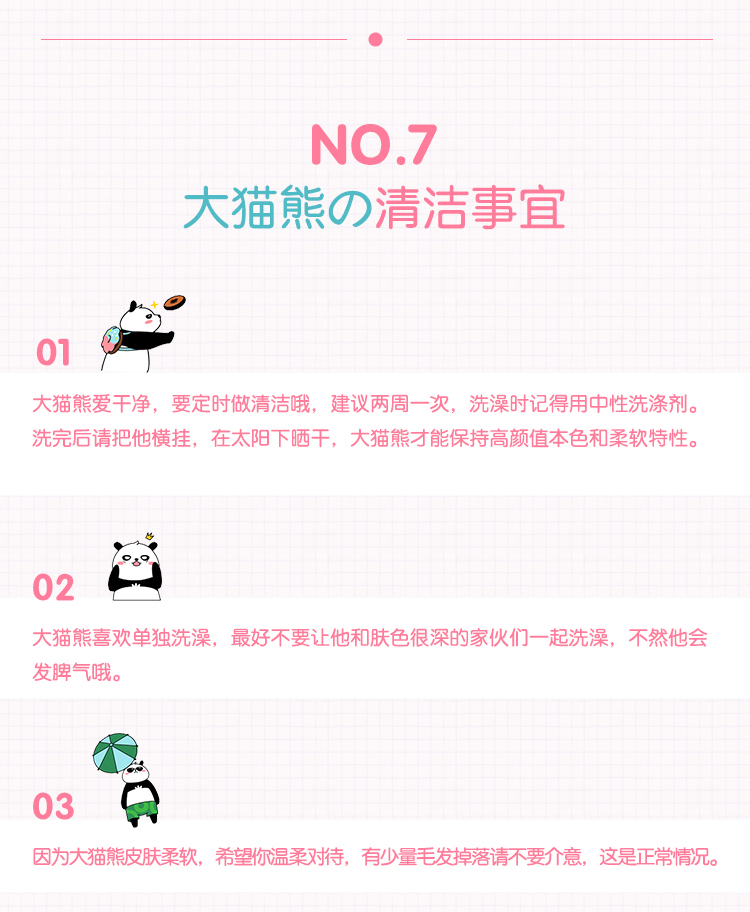 NO.7
大猫熊の清洁事宜
01
大猫熊爱干净，要定时做清洁哦，建议两周一次，洗澡时记得用中性洗涤剂。
洗完后请把他横挂，在太阳下晒干，大猫熊才能保持高颜值本色和柔软特性。
02
大猫熊喜欢单独洗澡，最好不要让他和肤色很深的家伙们一起洗澡，不然他会
发脾气哦。
03
因为大猫熊皮肤柔软，希望你温柔对待，有少量毛发掉落请不要介意，这是正常情况。